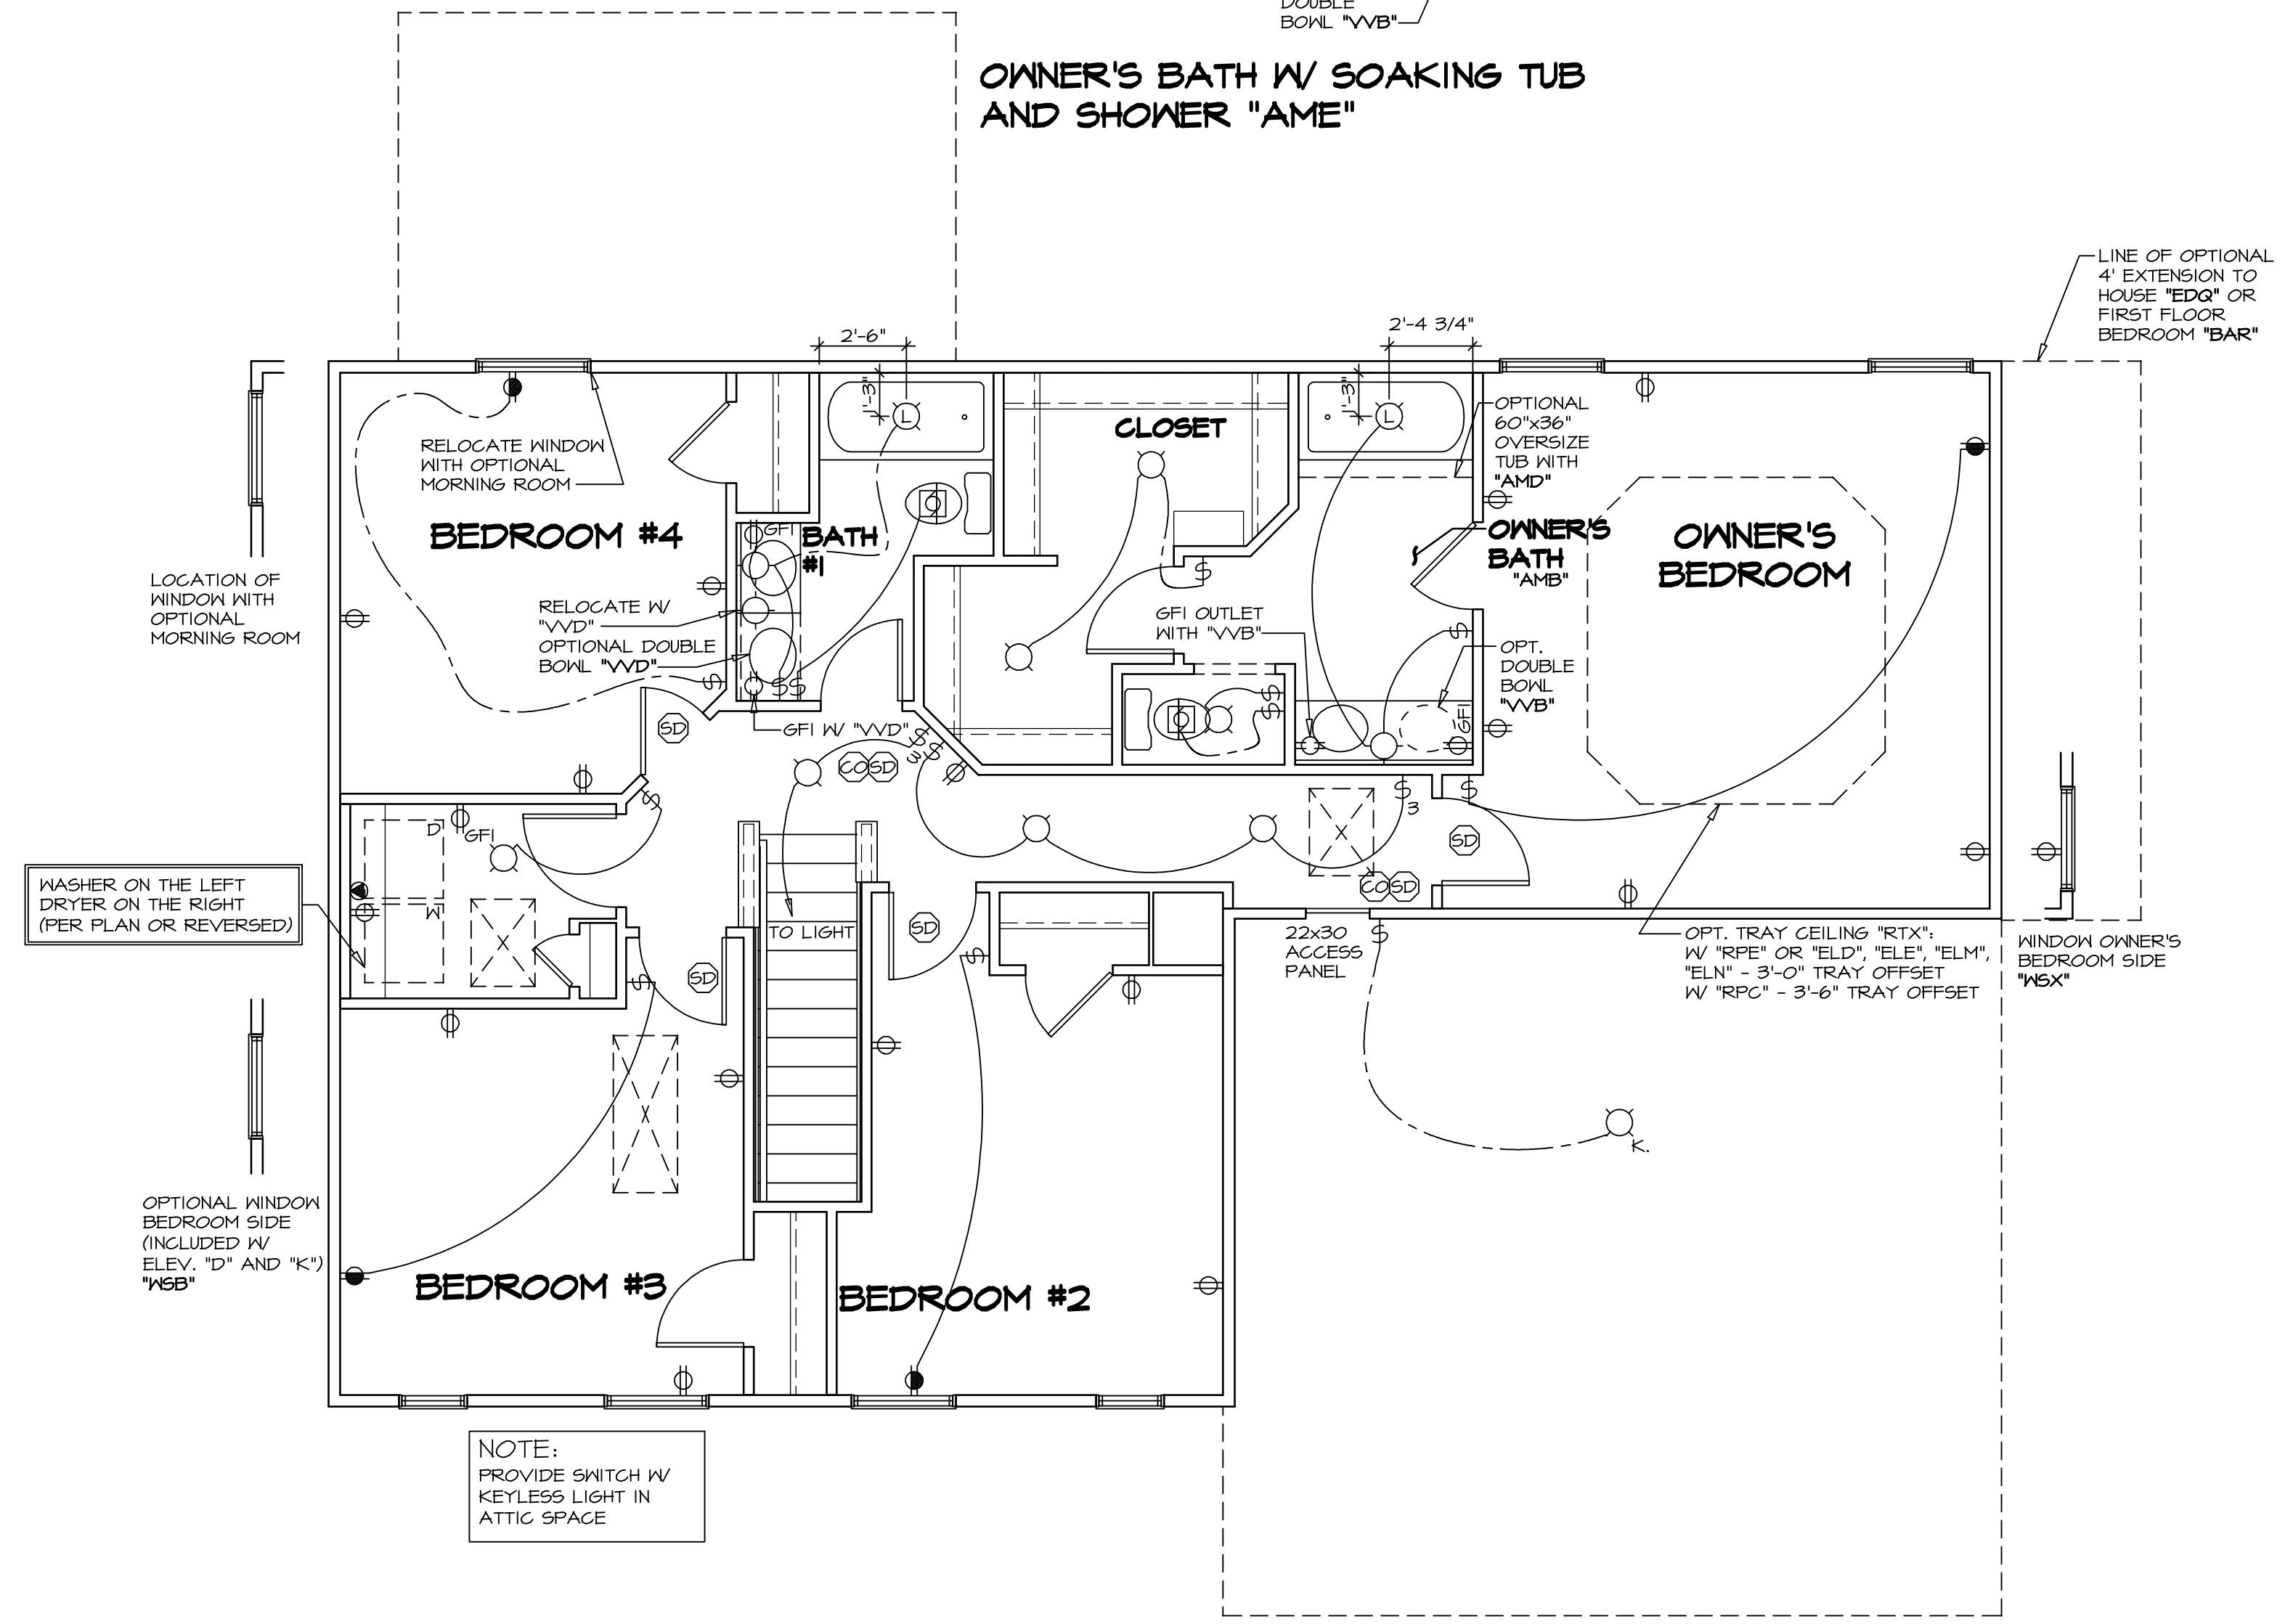 DOUBLE
BOWL "VVB"
OWNER'S BATH W/ SOAKING TUB
AND SHOWER "AME"
LINE OF OPTIONAL
4' EXTENSION TO
HOUSE "EDQ" OR
FIRST FLOOR
BEDROOM "BAR"
2'-6"
2'-4 3/4"
1'-3"
1'-3"
L
L
RELOCATE WINDOW
WITH OPTIONAL
MORNING ROOM
CLOSET
OPTIONAL
60"x36"
OVERSIZE
TUB WITH
"AMD"
BEDROOM #4
GFI
BATH
#1
OWNER'S
BATH
"AMB"
OWNER'S
BEDROOM
LOCATION OF
WINDOW WITH
OPTIONAL
MORNING ROOM
RELOCATE W/
"VVD"
OPTIONAL DOUBLE
BOWL "VVD"
GFI OUTLET
WITH "VVB"
OPT.
DOUBLE
BOWL
"VVB"
S
S
S
SS
S
S
GFI
SD
GFI W/ "VVD"
S
3
S
CO SD
S
3
S
S
SD
CO SD
D
GFI
W
WASHER ON THE LEFT
DRYER ON THE RIGHT
(PER PLAN OR REVERSED)
TO LIGHT
SD
S
SD
S
22x30
ACCESS
PANEL
S
OPT. TRAY CEILING "RTX":
W/ "RPE" OR "ELD", "ELE", "ELM",
"ELN" - 3'-0" TRAY OFFSET
W/ "RPC" - 3'-6" TRAY OFFSET
WINDOW OWNER'S
BEDROOM SIDE
"WSX"
K.
OPTIONAL WINDOW
BEDROOM SIDE
(INCLUDED W/
ELEV. "D" AND "K")
"WSB"
BEDROOM #3
BEDROOM #2
NOTE:
PROVIDE SWITCH W/
KEYLESS LIGHT IN
ATTIC SPACE